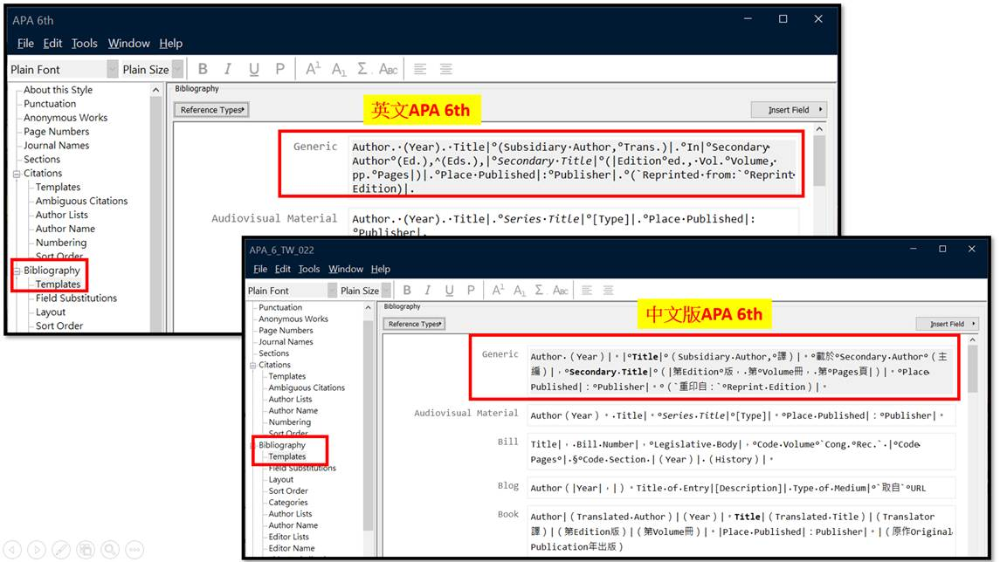 APA 6th
File Edit Tools Window Help
Plain Font Plain Size B I U P A¹ A₁ Σ ABC
About this Style
Punctuation
Anonymous Works
Page Numbers
Journal Names
Sections
Citations
Templates
Ambiguous Citations
Author Lists
Author Name
Numbering
Sort Order
Bibliography
Templates
Field Substitutions
Layout
Sort Order
Bibliography
Reference Types
英文APA 6th
Insert Field
Generic
Author.·(Year).·Title|°(Subsidiary·Author,°Trans.)|.°In|°Secondary·
Author°(Ed.),^(Eds.),|°Secondary·Title|°(|Edition°ed.,·Vol.°Volume,·
pp.°Pages|)|.°Place·Published|:°Publisher|.°(`Reprinted·from:`°Reprint·
Edition)|.
Audiovisual Material
Author.·(Year).·Title|.°Series·Title|°[Type]|.°Place·Published|:
°Publisher|.
APA_6_TW_022
File Edit Tools Window Help
Plain Font Plain Size B I U P A¹ A₁ Σ ABC
Punctuation
Anonymous Works
Page Numbers
Journal Names
Sections
Citations
Templates
Ambiguous Citations
Author Lists
Author Name
Numbering
Sort Order
Bibliography
Templates
Field Substitutions
Layout
Sort Order
Categories
Author Lists
Author Name
Editor Lists
Editor Name
Bibliography
Reference Types
中文版APA 6th
Insert Field
Generic
Author·（Year）|。|°Title|°（Subsidiary·Author,°譯）|。°載於°Secondary·Author°（主
編）|，°Secondary·Title|°（|第Edition°版，·第°Volume冊，·第°Pages頁|）|。°Place·
Published|：°Publisher|。°（`重印自：`°Reprint·Edition）|。
Audiovisual Material
Author（Year）。·Title|。°Series·Title|°[Type]|。°Place·Published|：°Publisher|。
Bill
Title|，·Bill·Number|，°Legislative·Body|，°Code·Volume°`Cong.°Rec.`·|°Code·
Pages°|·§°Code·Section·|（Year）|·（History）|。
Blog
Author（|Year|，|）。Title·of·Entry|[Description]|·Type·of·Medium|°`取自`°URL
Book
Author|（Translated·Author）|（Year）|。Title|（Translated·Title）|（Translator
譯）|（第Edition版）|（第Volume冊）|。|Place·Published|：Publisher|。|（原作Original·
Publication年出版）